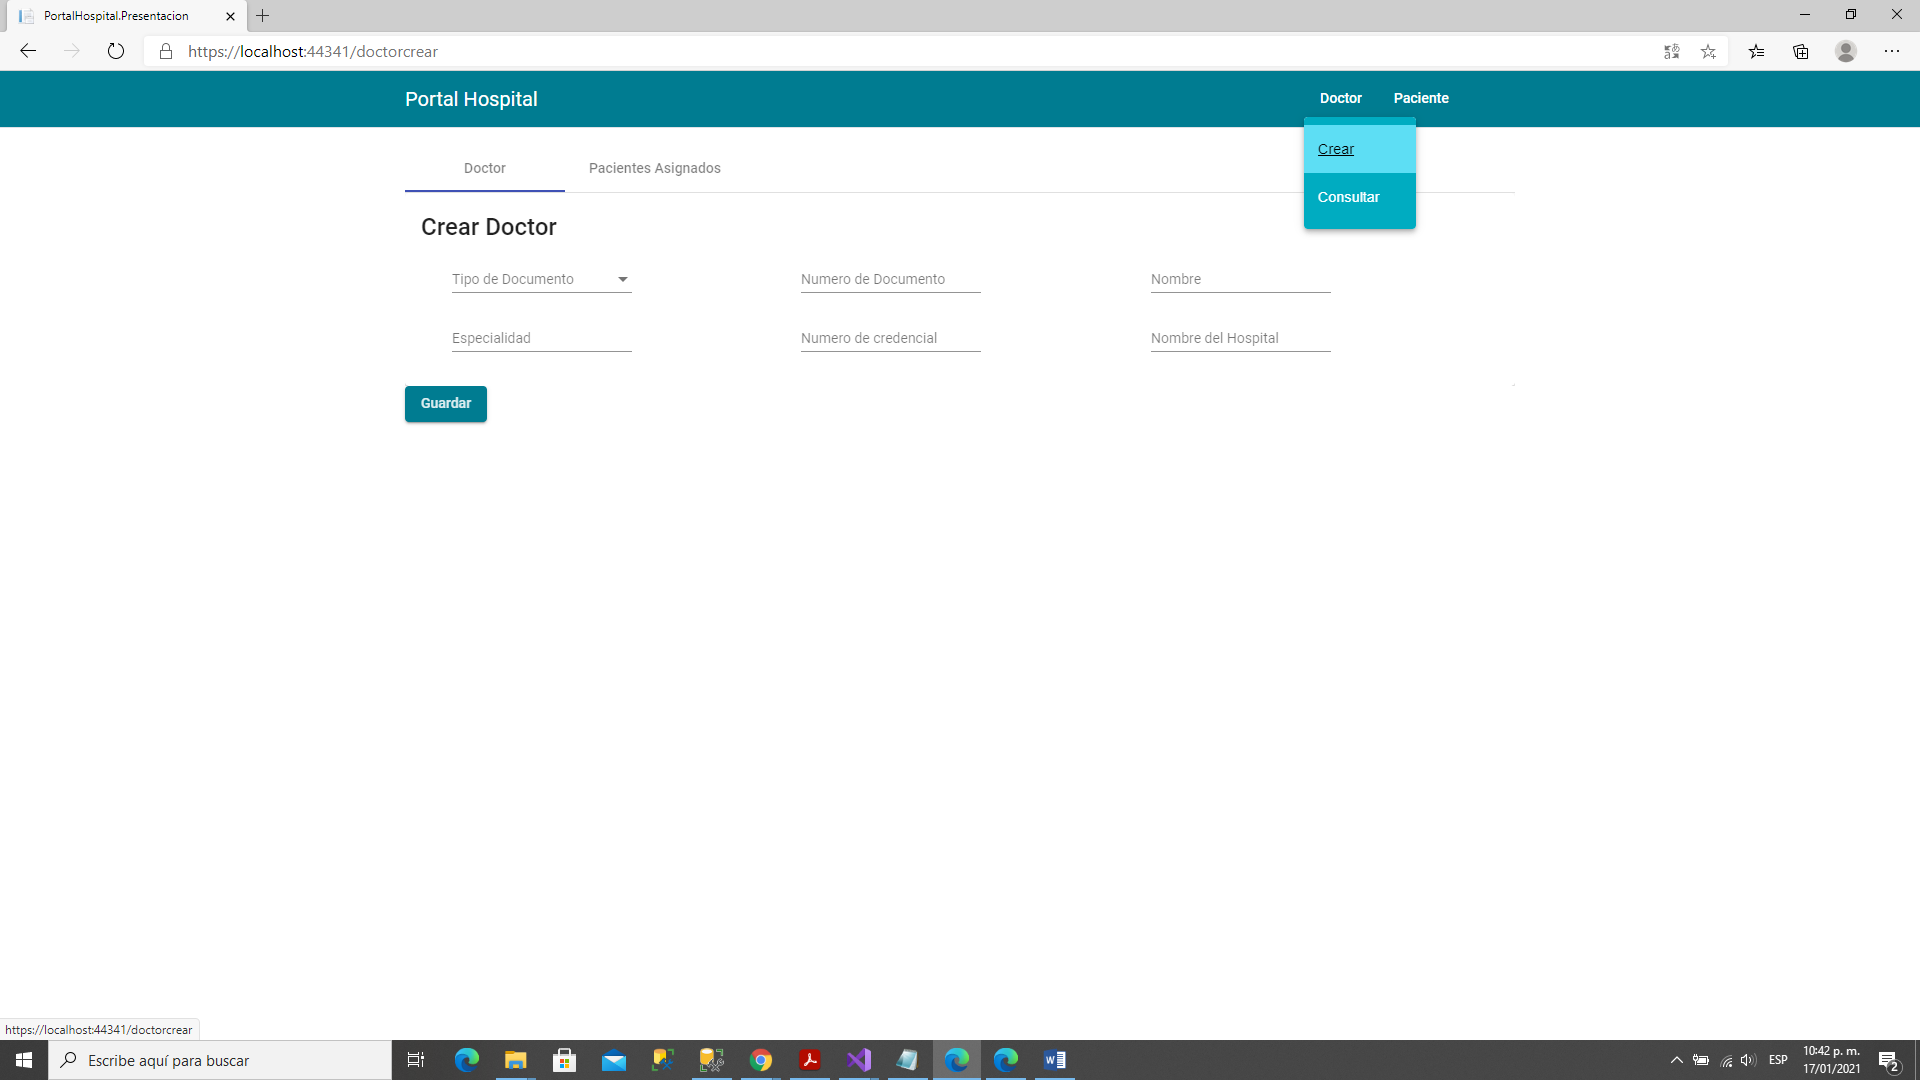 PortalHospital.Presentacion
https://localhost:44341/doctorcrear
Portal Hospital
Doctor
Paciente
Crear
Consultar
Doctor
Pacientes Asignados
Crear Doctor
Tipo de Documento
Numero de Documento
Nombre
Especialidad
Numero de credencial
Nombre del Hospital
Guardar
https://localhost:44341/doctorcrear
Escribe aquí para buscar
ESP
10:42 p. m.
17/01/2021
2